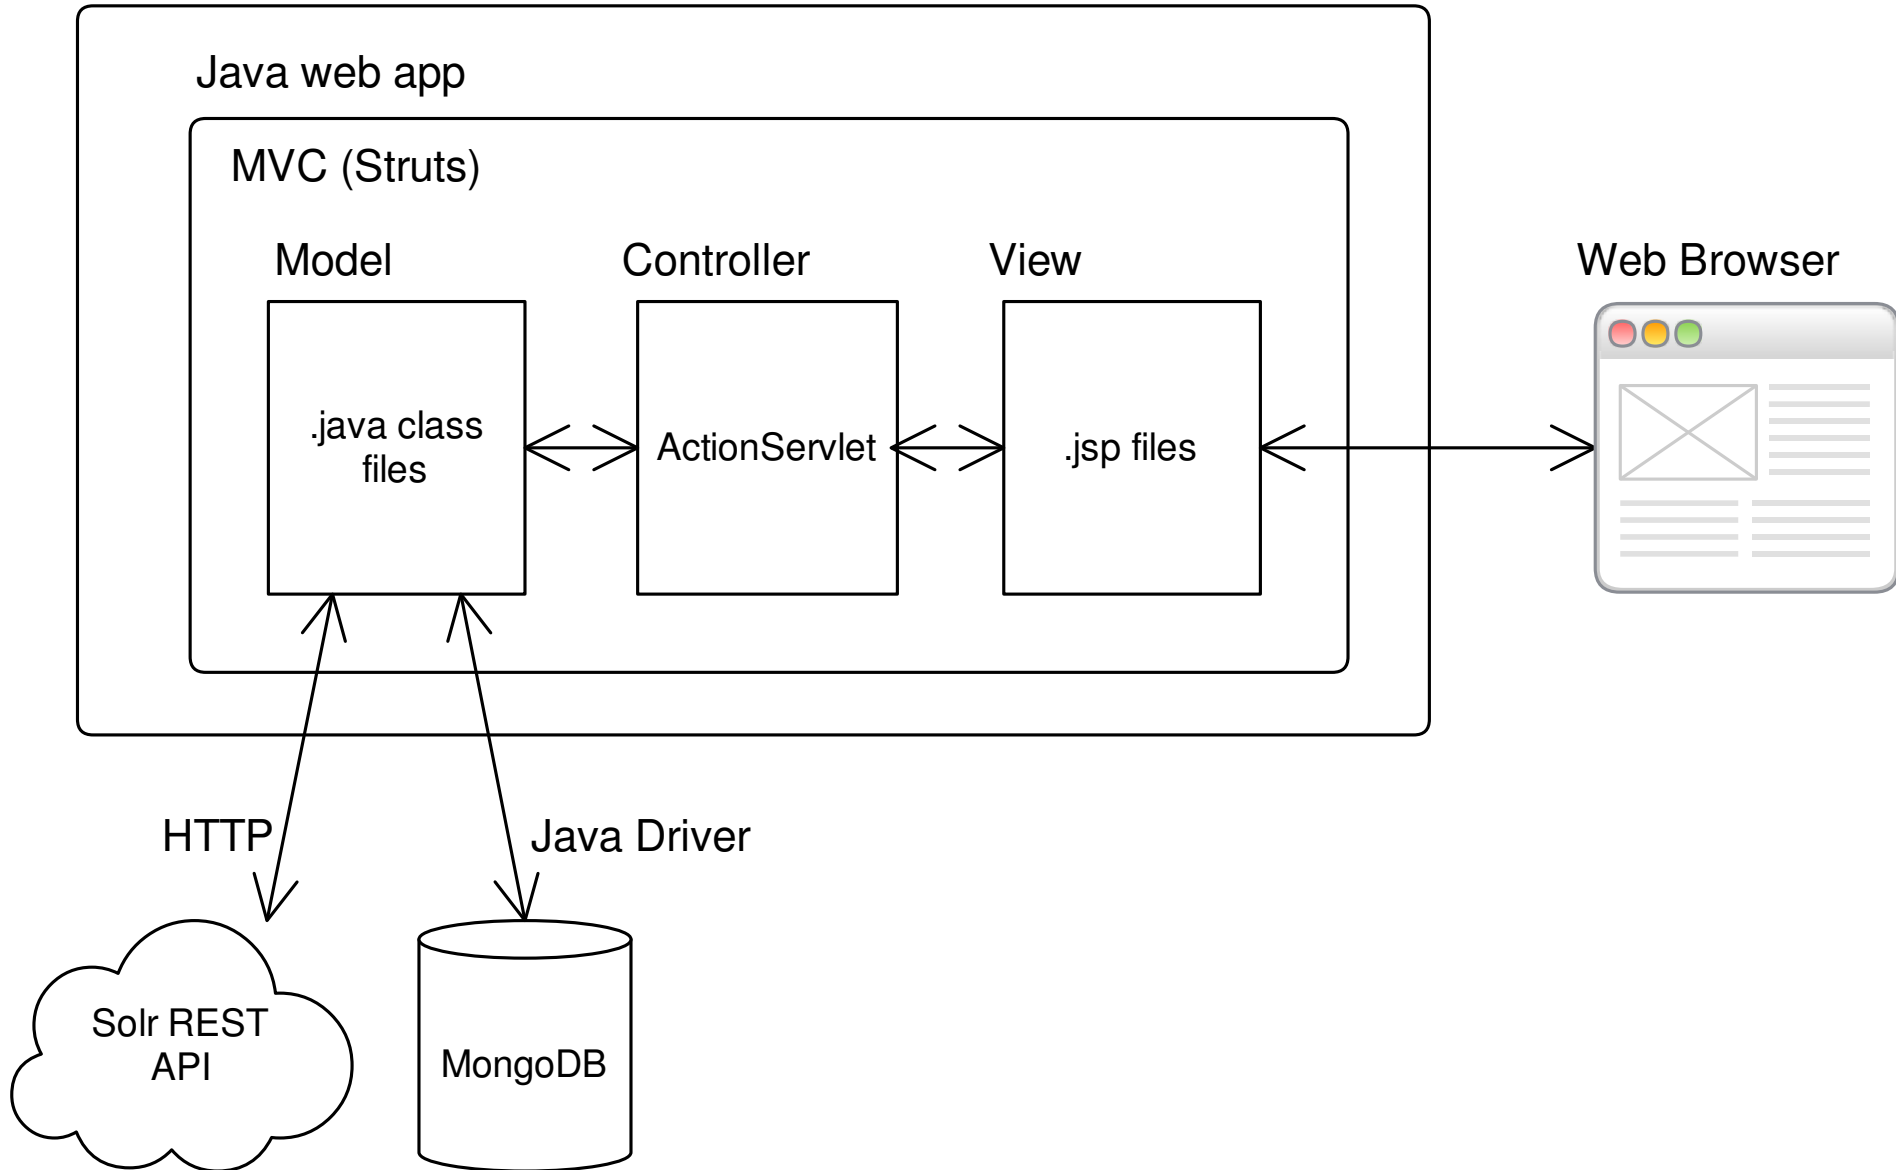 Java web app
MVC (Struts)
Model
Controller
View
Web Browser
.java class
files
ActionServlet
.jsp files
HTTP
Java Driver
Solr REST
API
MongoDB